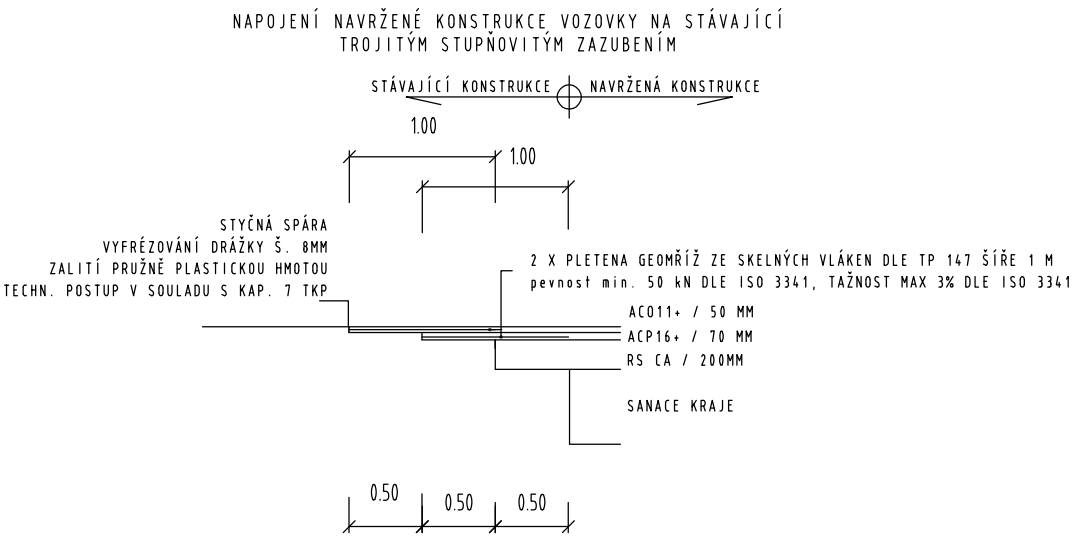 NAPOJENÍ NAVRŽENÉ KONSTRUKCE VOZOVKY NA STÁVAJÍCÍ
TROJITÝM STUPŇOVITÝM ZAZUBENÍM
STÁVAJÍCÍ KONSTRUKCE
NAVRŽENÁ KONSTRUKCE
1.00
1.00
STYČNÁ SPÁRA
VYFRÉZOVÁNÍ DRÁŽKY Š. 8MM
ZALITÍ PRUŽNĚ PLASTICKOU HMOTOU
TECHN. POSTUP V SOULADU S KAP. 7 TKP
2 X PLETENA GEOMŘÍŽ ZE SKELNÝCH VLÁKEN DLE TP 147 ŠÍŘE 1 M
pevnost min. 50 kN DLE ISO 3341, TAŽNOST MAX 3% DLE ISO 3341
ACO11+ / 50 MM
ACP16+ / 70 MM
RS CA / 200MM
SANACE KRAJE
0.50
0.50
0.50